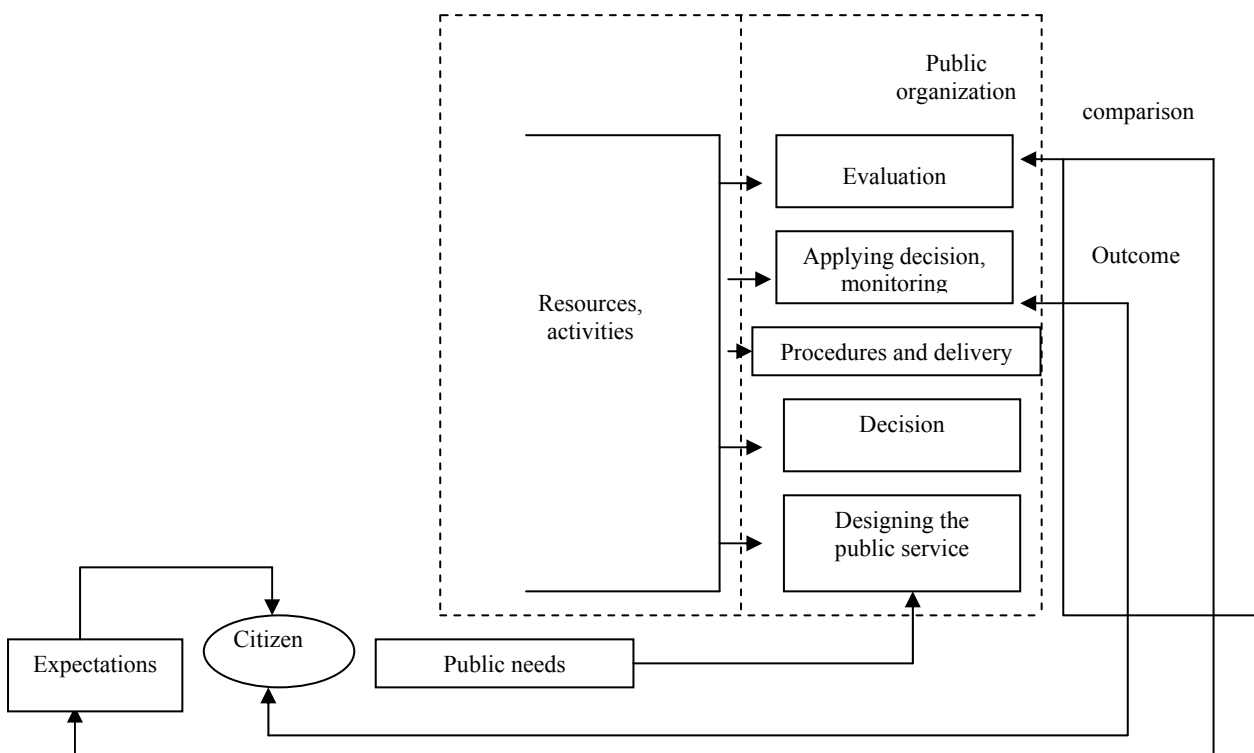 Public
organization
comparison
Evaluation
Applying decision,
monitoring
Outcome
Resources,
activities
Procedures and delivery
Decision
Designing the
public service
Citizen
Expectations
Public needs